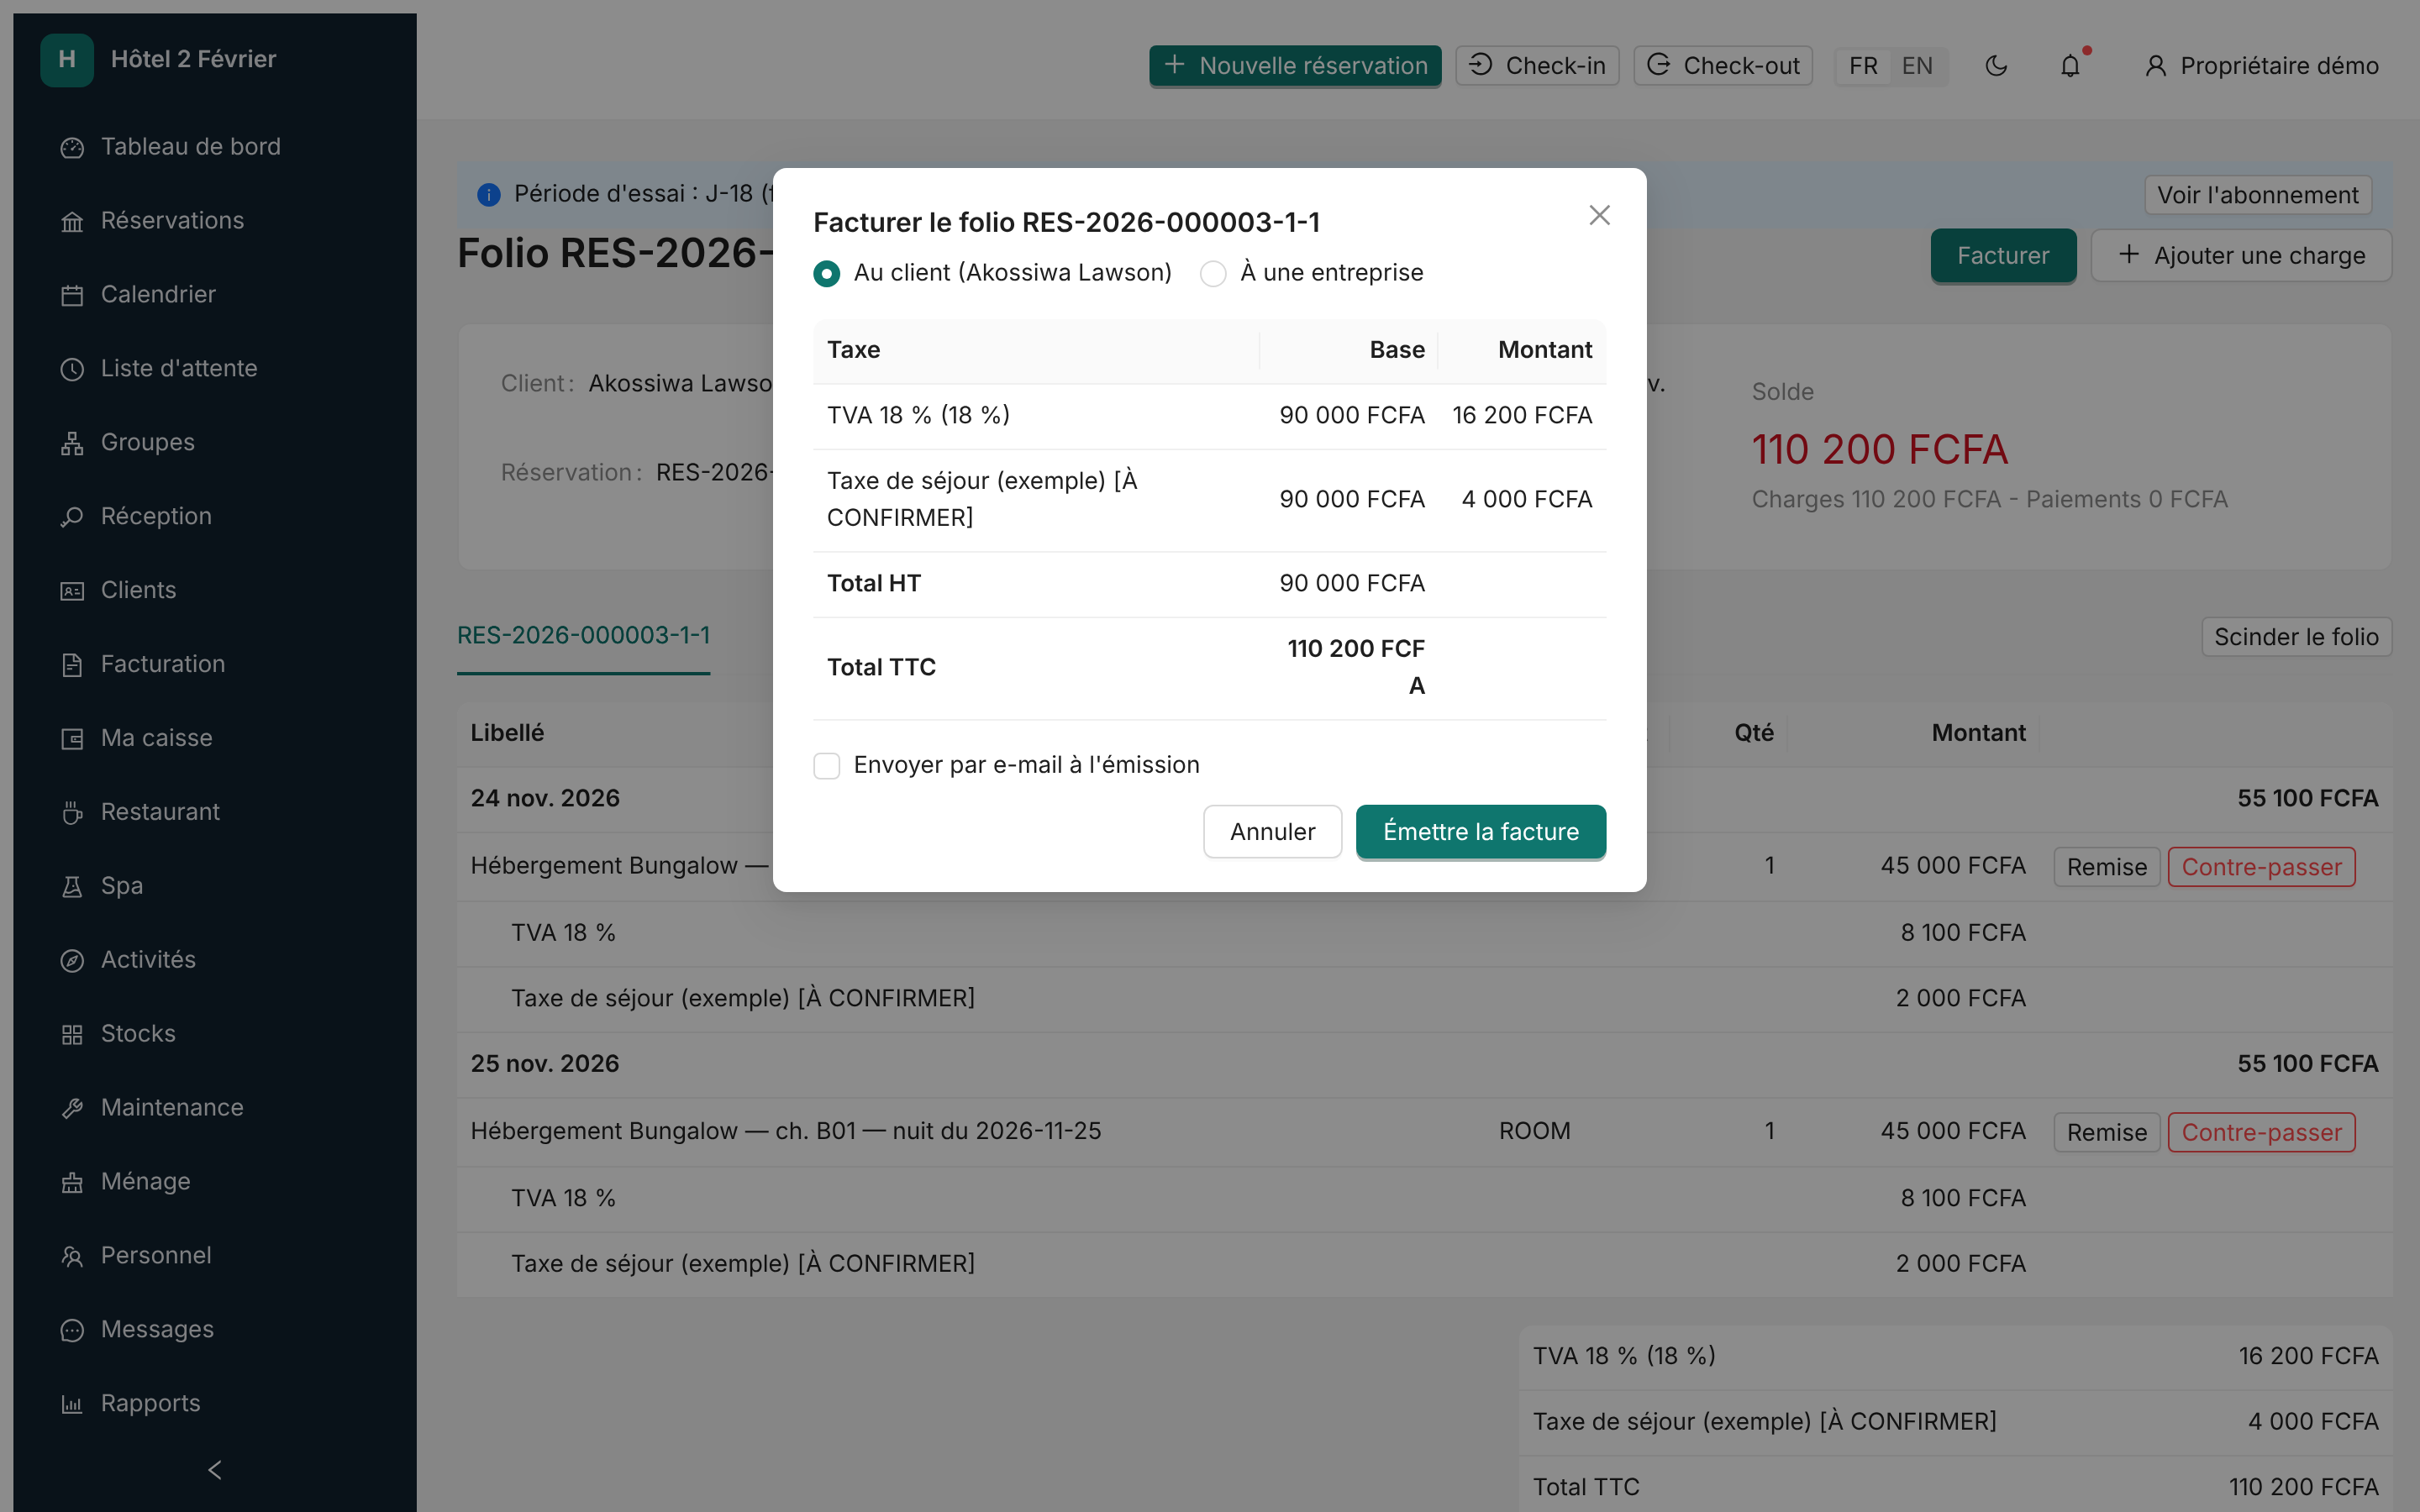 H Hôtel 2 Février
Nouvelle réservation Check-in Check-out FR EN Propriétaire démo
Tableau de bord
Réservations
Calendrier
Liste d'attente
Groupes
Réception
Clients
Facturation
Ma caisse
Restaurant
Spa
Activités
Stocks
Maintenance
Ménage
Personnel
Messages
Rapports
Période d'essai : J-18 (
Voir l'abonnement
Folio RES-2026-
Facturer
Ajouter une charge
Client : Akossiwa Lawso
v.
Réservation : RES-2026-
Solde
110 200 FCFA
Charges 110 200 FCFA - Paiements 0 FCFA
RES-2026-000003-1-1
Scinder le folio
Facturer le folio RES-2026-000003-1-1
Au client (Akossiwa Lawson) À une entreprise
Taxe Base Montant
TVA 18 % (18 %) 90 000 FCFA 16 200 FCFA
Taxe de séjour (exemple) [À
CONFIRMER] 90 000 FCFA 4 000 FCFA
Total HT 90 000 FCFA
Total TTC 110 200 FCF
A
Envoyer par e-mail à l'émission
Annuler Émettre la facture
Libellé Qté Montant
24 nov. 2026 55 100 FCFA
Hébergement Bungalow — 1 45 000 FCFA Remise Contre-passer
TVA 18 % 8 100 FCFA
Taxe de séjour (exemple) [À CONFIRMER] 2 000 FCFA
25 nov. 2026 55 100 FCFA
Hébergement Bungalow — ch. B01 — nuit du 2026-11-25 ROOM 1 45 000 FCFA Remise Contre-passer
TVA 18 % 8 100 FCFA
Taxe de séjour (exemple) [À CONFIRMER] 2 000 FCFA
TVA 18 % (18 %) 16 200 FCFA
Taxe de séjour (exemple) [À CONFIRMER] 4 000 FCFA
Total TTC 110 200 FCFA